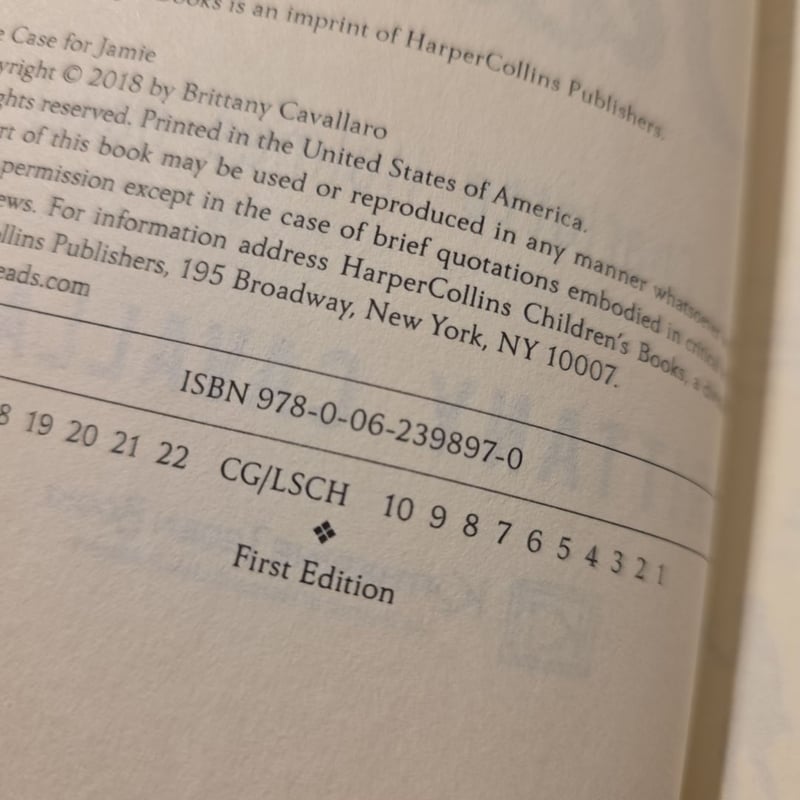 Books is an imprint of HarperCollins Publishers.
e Case for Jamie
yright © 2018 by Brittany Cavallaro
ghts reserved. Printed in the United States of America.
rt of this book may be used or reproduced in any manner whatsoever
permission except in the case of brief quotations embodied in critical
ews. For information address HarperCollins Children's Books, a
llins Publishers, 195 Broadway, New York, NY 10007.
eads.com
ISBN 978-0-06-239897-0
8 19 20 21 22 CG/LSCH 10 9 8 7 6 5 4 3 2 1
❖
First Edition